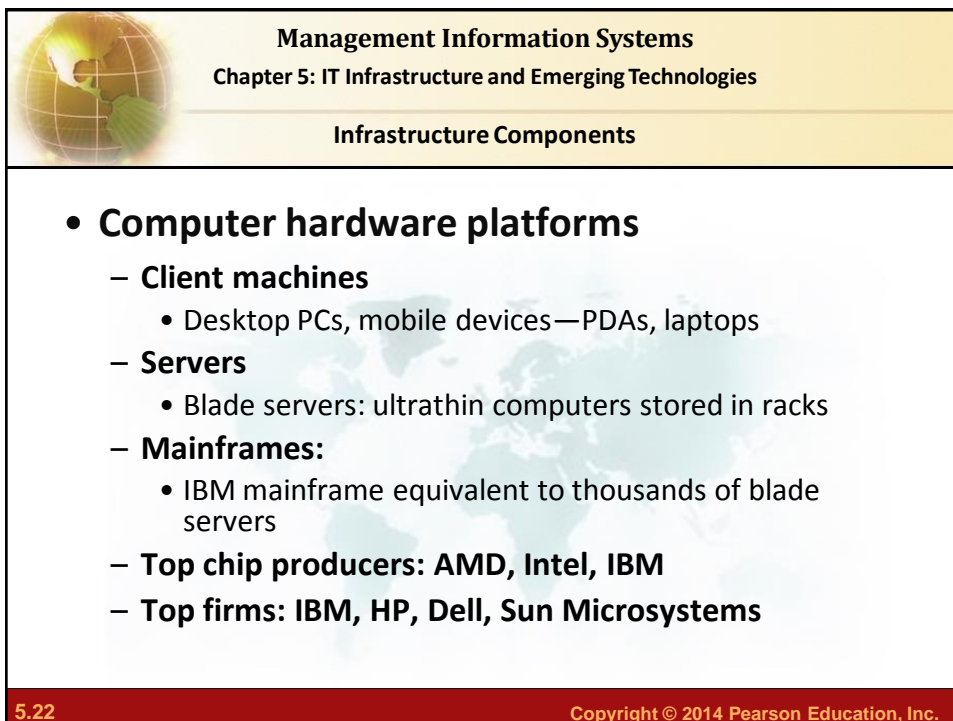 Management Information Systems
Chapter 5: IT Infrastructure and Emerging Technologies
Infrastructure Components
• Computer hardware platforms
– Client machines
• Desktop PCs, mobile devices—PDAs, laptops
– Servers
• Blade servers: ultrathin computers stored in racks
– Mainframes:
• IBM mainframe equivalent to thousands of blade
servers
– Top chip producers: AMD, Intel, IBM
– Top firms: IBM, HP, Dell, Sun Microsystems
5.22
Copyright © 2014 Pearson Education, Inc.